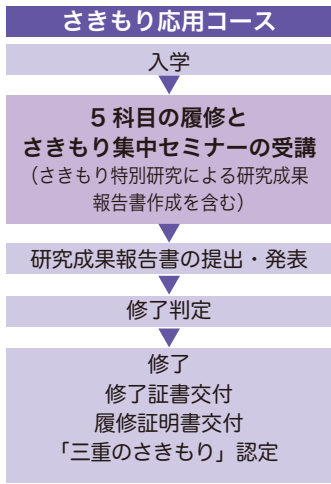 さきもり応用コース
入学
5 科目の履修と
さきもり集中セミナーの受講
（さきもり特別研究による研究成果
報告書作成を含む）
研究成果報告書の提出・発表
修了判定
修了
修了証書交付
履修証明書交付
「三重のさきもり」認定